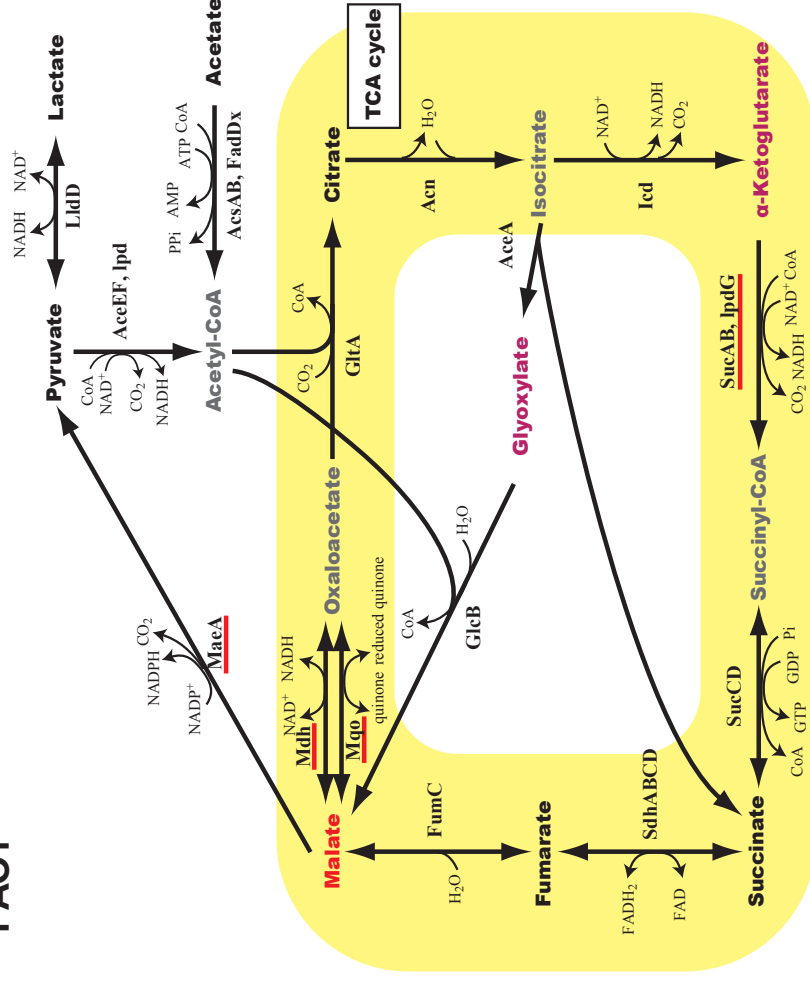 NADH NAD⁺
Pyruvate
LldD
Lactate
CoA
NAD⁺
AceEF, lpd
CO₂
NADH
NADPH
CO₂
NADP⁺
MaeA
PPi AMP
ATP CoA
Acetyl-CoA
AcsAB, FadDx
Acetate
CoA
CO₂
GltA
TCA cycle
NAD⁺ NADH
Mdh
Malate
Oxaloacetate
Citrate
Mqo
quinone reduced quinone
CoA
GlcB
H₂O
FumC
H₂O
Acn
H₂O
AceA
Glyoxylate
Isocitrate
Fumarate
NAD⁺
NADH
CO₂
Icd
FADH₂
FAD
SdhABCD
SucCD
SucAB, lpdG
Succinate
Succinyl-CoA
α-Ketoglutarate
CoA GTP
GDP Pi
CO₂ NADH
NAD⁺ CoA